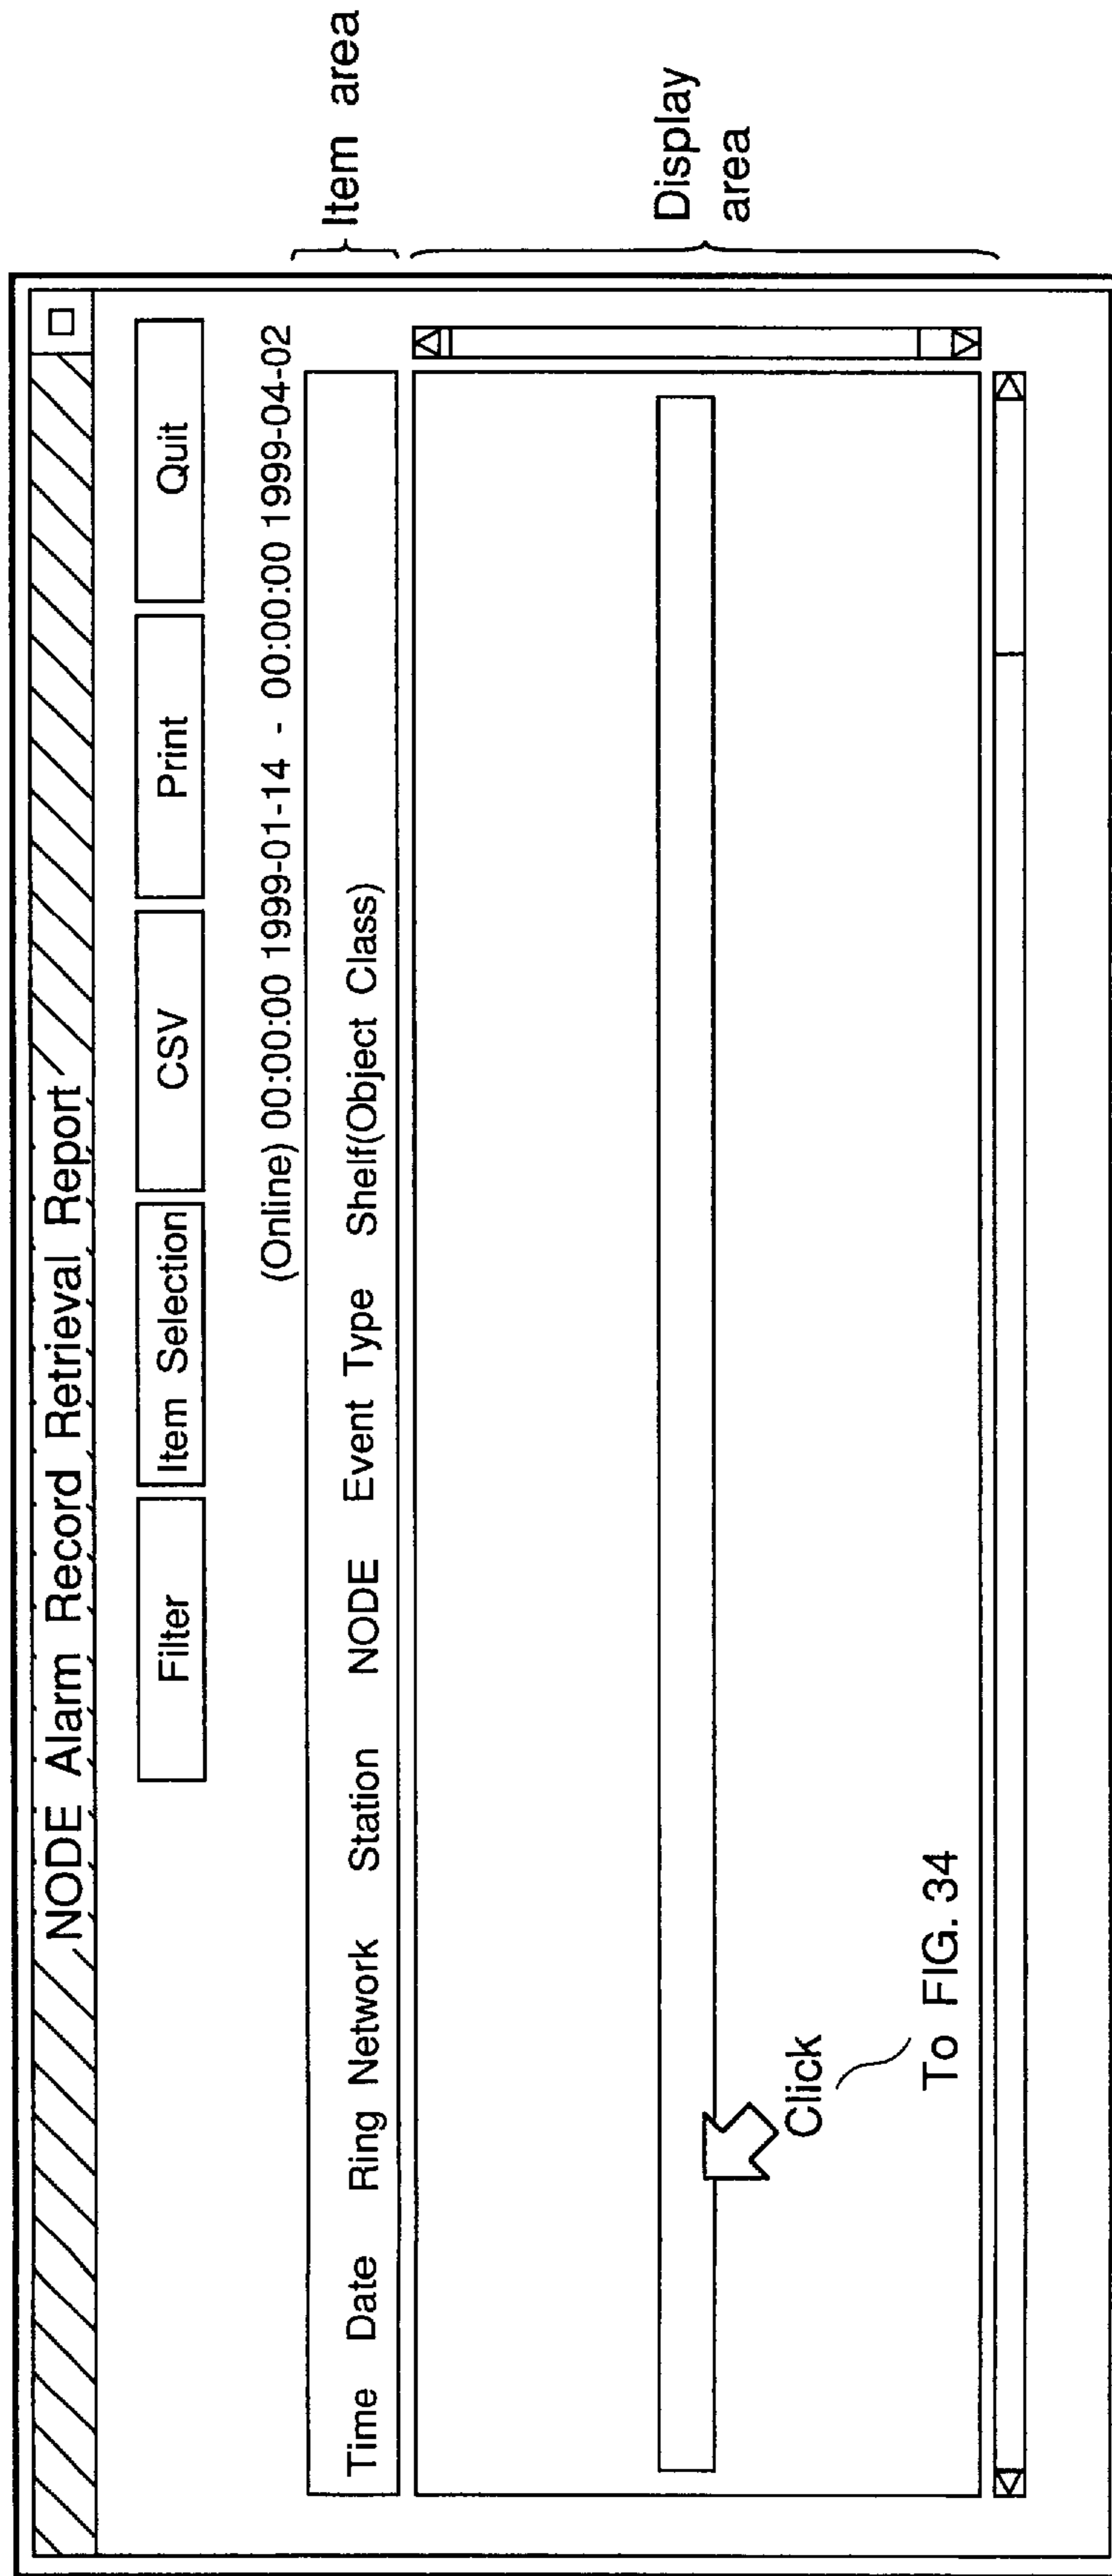 NODE Alarm Record Retrieval Report
Filter
Item Selection
CSV
Print
Quit
(Online) 00:00:00 1999-01-14 - 00:00:00 1999-04-02
Time Date Ring Network Station NODE Event Type Shelf(Object Class)
Item area
Display
area
Click
To FIG. 34